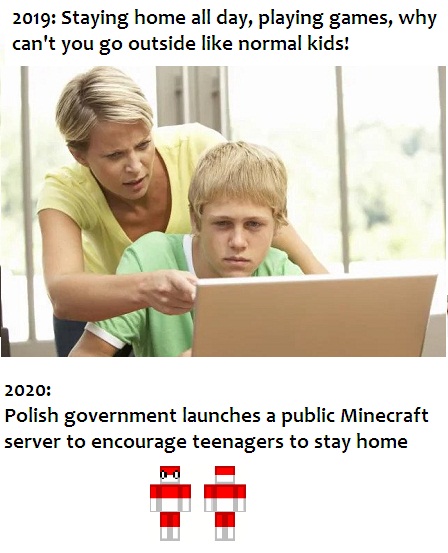 2019: Staying home all day, playing games, why
can't you go outside like normal kids!
2020:
Polish government launches a public Minecraft
server to encourage teenagers to stay home